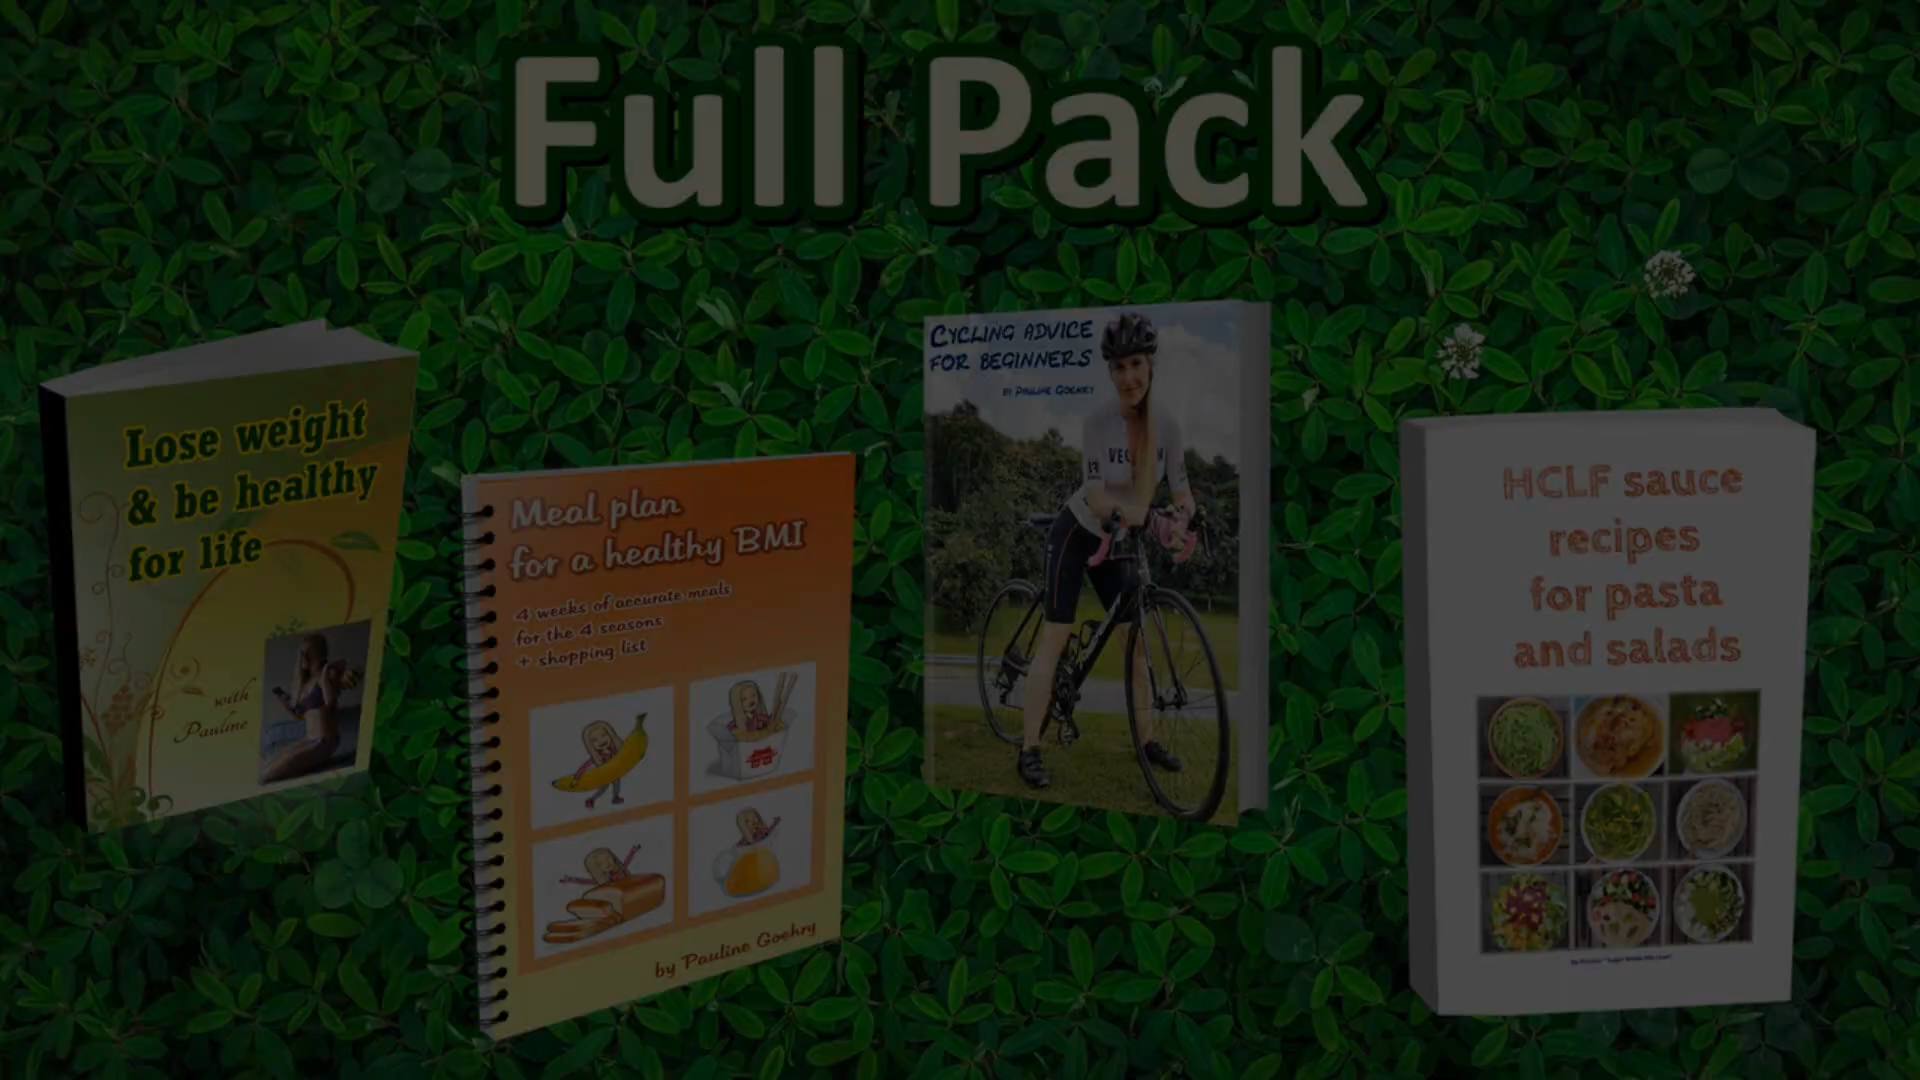 Full Pack
Lose weight
& be healthy
for life
with
Pauline
Meal plan
for a healthy BMI
4 weeks of accurate meals
for the 4 seasons
+ shopping list
by Pauline Goehry
CYCLING ADVICE
FOR BEGINNERS
BY PAULINE GOEHRY
HCLF sauce
recipes
for pasta
and salads